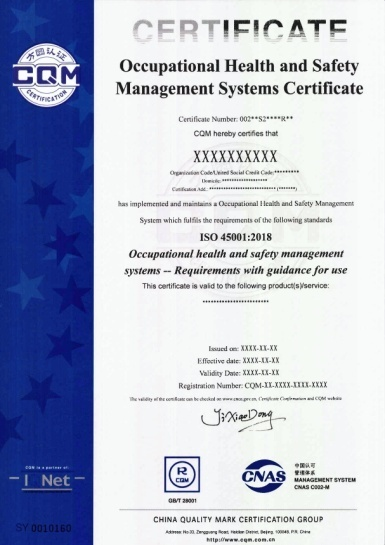 CERTIFICATE
方圆认证
CQM
CERTIFICATION
Occupational Health and Safety
Management Systems Certificate
Certificate Number: 002**S2****R**
CQM hereby certifies that
XXXXXXXXXX
Organization Code/United Social Credit Code:*********
Domicile: ******************
Certification Add.: **************************(*******)
has implemented and maintains a Occupational Health and Safety Management
System which fulfils the requirements of the following standards
ISO 45001:2018
Occupational health and safety management
systems -- Requirements with guidance for use
This certificate is valid to the following product(s)/service:
***********************
Issued on: XXXX-XX-XX
Effective date: XXXX-XX-XX
Validity Date: XXXX-XX-XX
Registration Number: CQM-XX-XXXX-XXXX-XXXX
The validity of the certificate can be checked on www.cnca.gov.cn, Certificate Confirmation and CQM website
Ji XiaoDong
CQM is a partner of:
I Net
R
CQM
GB/T 28001
CNAS
中国认可
管理体系
MANAGEMENT SYSTEM
CNAS C002-M
SY 0010160
CHINA QUALITY MARK CERTIFICATION GROUP
Address: No.33, Zengguang Road, Haidian District, Beijing, 100048, P.R. China
http://www.cqm.com.cn